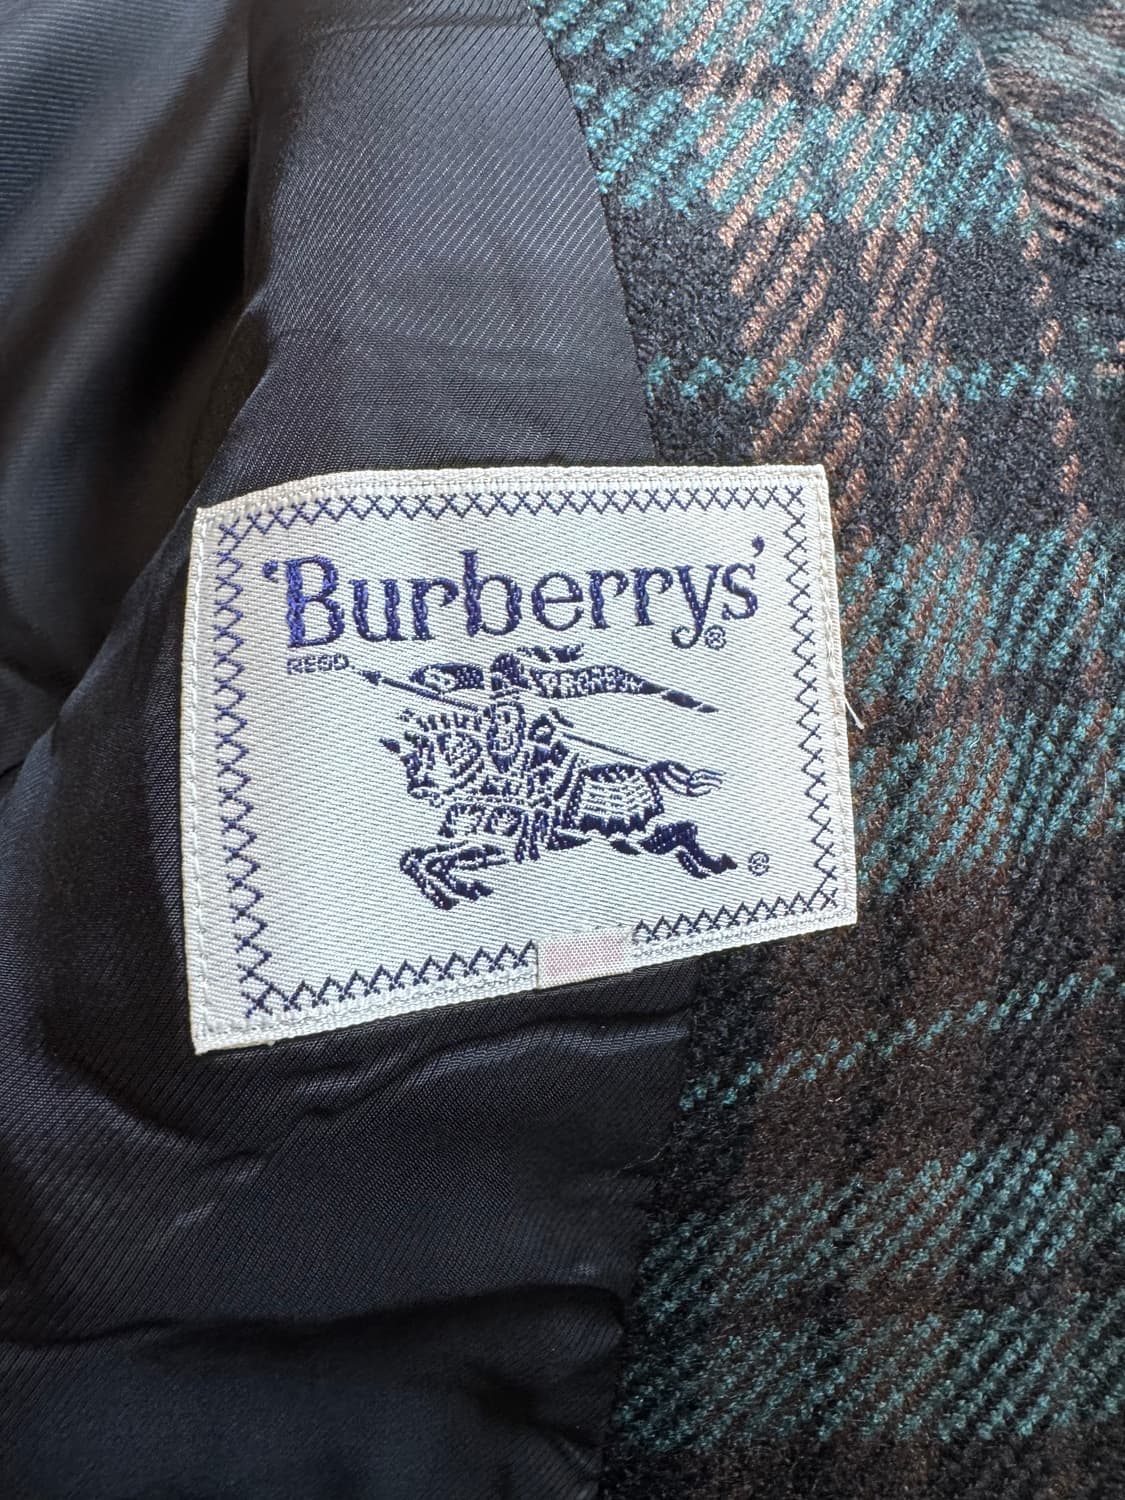 'Burberrys'®
REGD.
PRORSUM
®